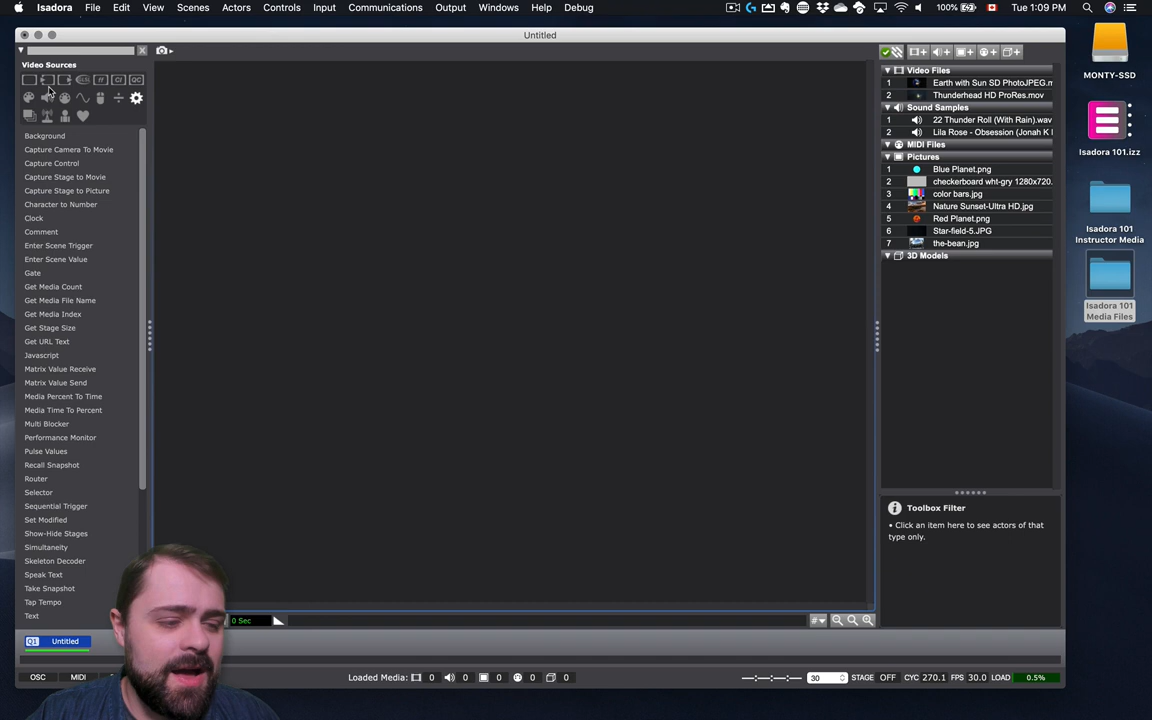 Isadora File Edit View Scenes Actors Controls Input Communications Output Windows Help Debug 100% Tue 1:09 PM
Untitled
Video Sources
GLSL ff CI QC
Background
Capture Camera To Movie
Capture Control
Capture Stage to Movie
Capture Stage to Picture
Character to Number
Clock
Comment
Enter Scene Trigger
Enter Scene Value
Gate
Get Media Count
Get Media File Name
Get Media Index
Get Stage Size
Get URL Text
Javascript
Matrix Value Receive
Matrix Value Send
Media Percent To Time
Media Time To Percent
Multi Blocker
Performance Monitor
Pulse Values
Recall Snapshot
Router
Selector
Sequential Trigger
Set Modified
Show-Hide Stages
Simultaneity
Skeleton Decoder
Speak Text
Take Snapshot
Tap Tempo
Text
Video Files
1 Earth with Sun SD PhotoJPEG.m
2 Thunderhead HD ProRes.mov
Sound Samples
1 22 Thunder Roll (With Rain).wav
2 Lila Rose - Obsession (Jonah K
MIDI Files
Pictures
1 Blue Planet.png
2 checkerboard wht-gry 1280x720.
3 color bars.jpg
4 Nature Sunset-Ultra HD.jpg
5 Red Planet.png
6 Star-field-5.JPG
7 the-bean.jpg
3D Models
Toolbox Filter
• Click an item here to see actors of that
type only.
MONTY-SSD
Isadora 101.izz
Isadora 101
Instructor Media
Isadora 101
Media Files
0 Sec #
Q1 Untitled
OSC MIDI Loaded Media: 0 0 0 0 0 30 STAGE OFF CYC 270.1 FPS 30.0 LOAD 0.5%